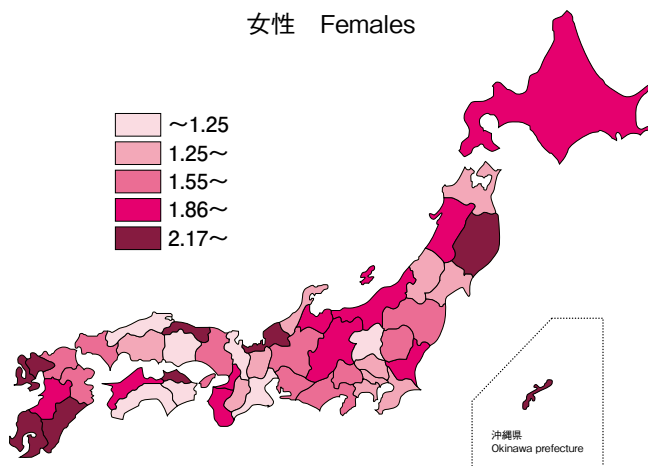 女性　Females
～1.25
1.25～
1.55～
1.86～
2.17～
沖縄県
Okinawa prefecture